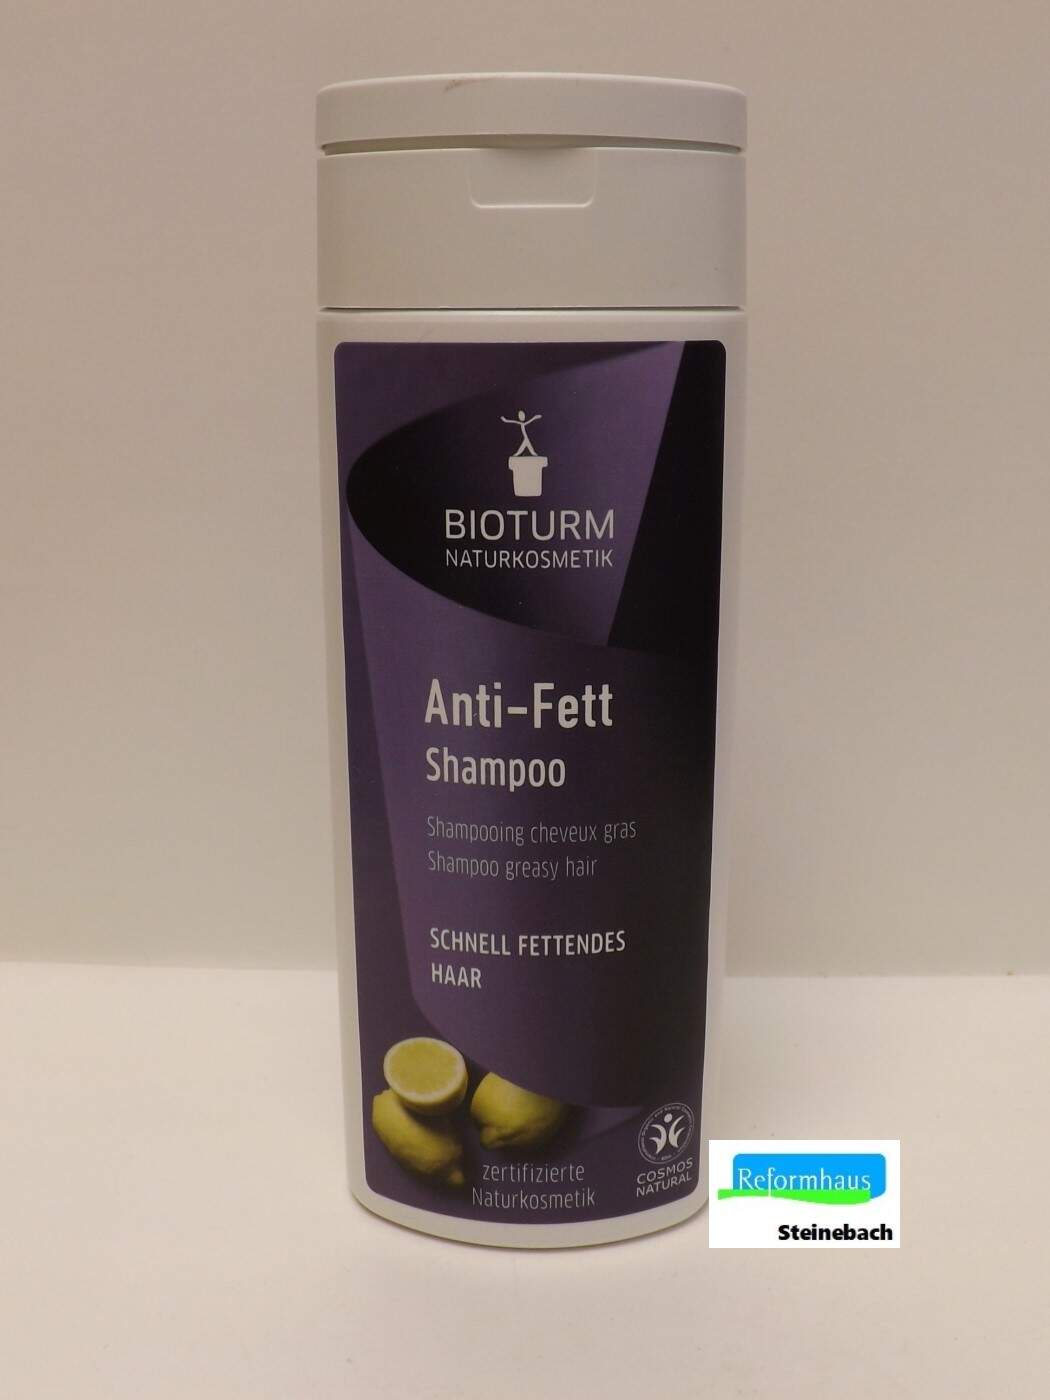 BIOTURM
NATURKOSMETIK
Anti-Fett
Shampoo
Shampooing cheveux gras
Shampoo greasy hair
SCHNELL FETTENDES
HAAR
zertifizierte
Naturkosmetik
COSMOS
NATURAL
Reformhaus
Steinebach